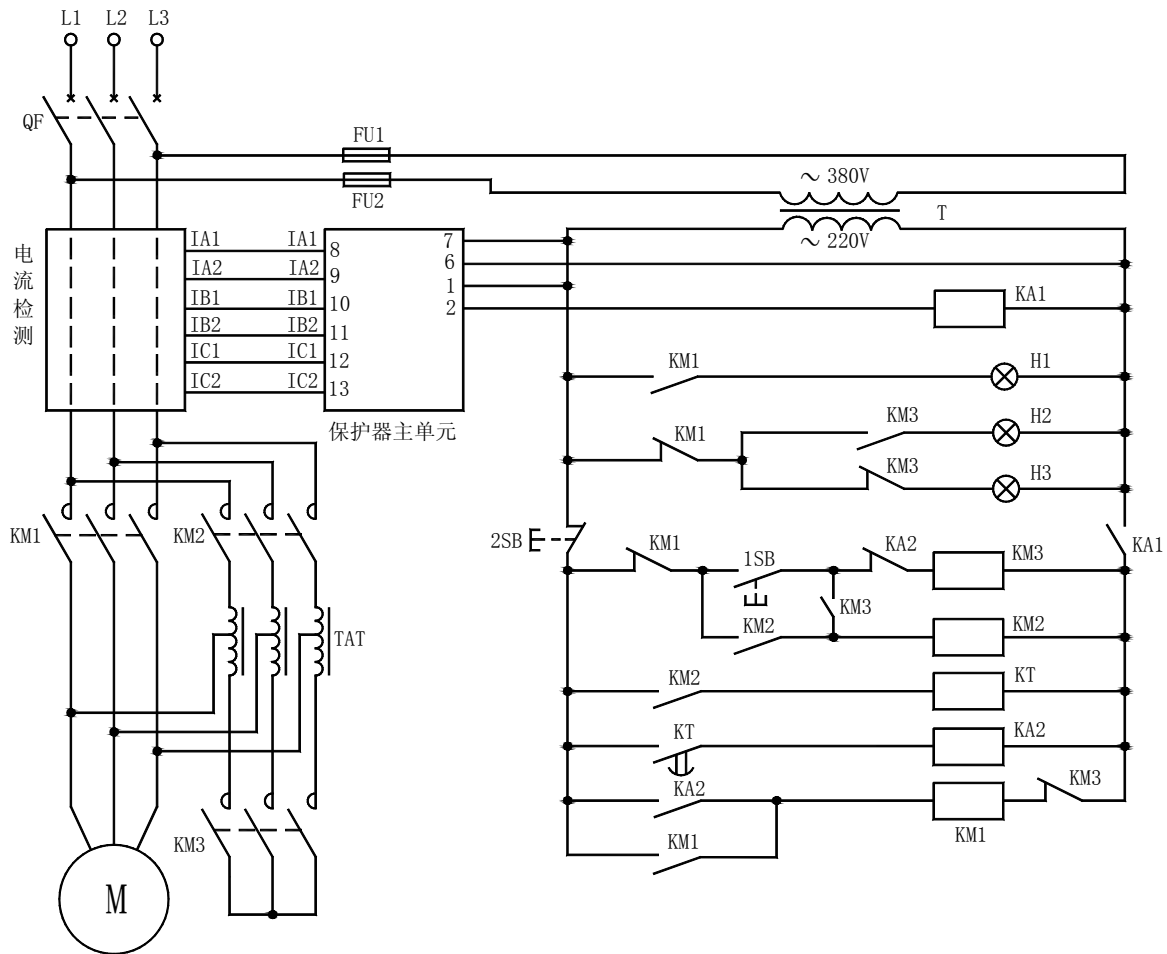 L1 L2 L3
QF
FU1
FU2
～380V
T
～220V
电流检测
IA1 IA1 8
IA2 IA2 9
IB1 IB1 10
IB2 IB2 11
IC1 IC1 12
IC2 IC2 13
7
6
1
2
保护器主单元
KA1
KM1 H1
KM1 KM3 H2
KM3 H3
KM1 KM2
2SB KM1 1SB KA2 KM3 KA1
KM3
KM2 KM2
TAT
KM2 KT
KT KA2
KA2 KM1 KM3
KM1
KM3
M